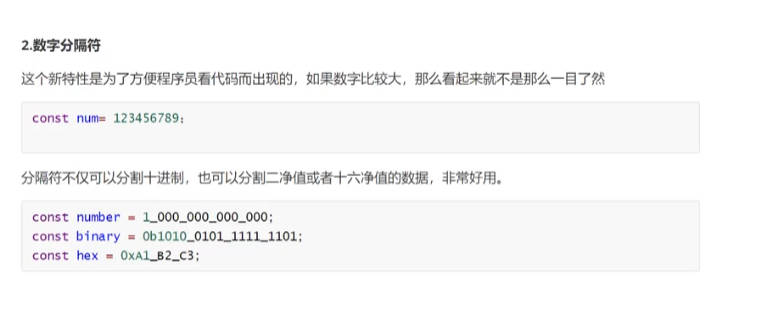 2.数字分隔符
这个新特性是为了方便程序员看代码而出现的，如果数字比较大，那么看起来就不是那么一目了然
const num= 123456789;
分隔符不仅可以分割十进制，也可以分割二净值或者十六净值的数据，非常好用。
const number = 1_000_000_000_000;
const binary = 0b1010_0101_1111_1101;
const hex = 0xA1_B2_C3;